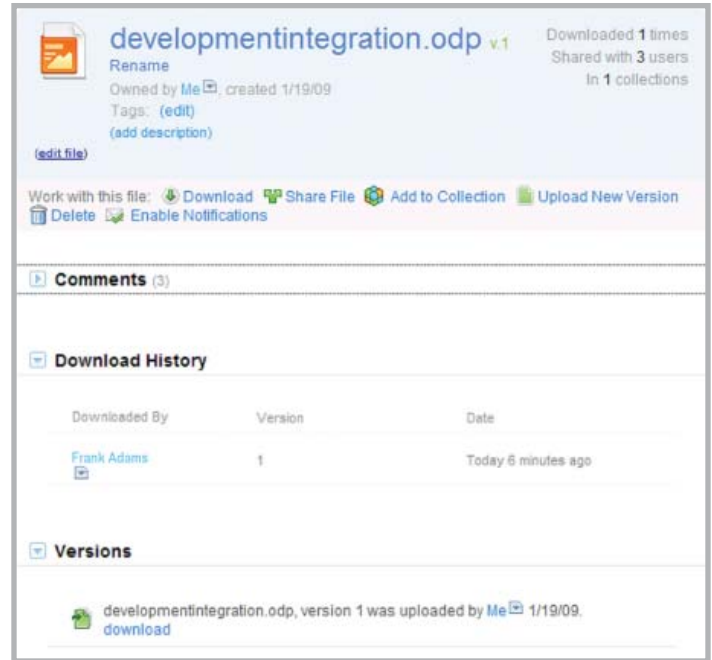 developmentintegration.odp v.1
Downloaded 1 times
Rename
Shared with 3 users
Owned by Me, created 1/19/09
In 1 collections
Tags: (edit)
(add description)
(edit file)
Work with this file: Download Share File Add to Collection Upload New Version
Delete Enable Notifications
Comments (3)
Download History
Downloaded By Version Date
Frank Adams 1 Today 6 minutes ago
Versions
developmentintegration.odp, version 1 was uploaded by Me 1/19/09.
download